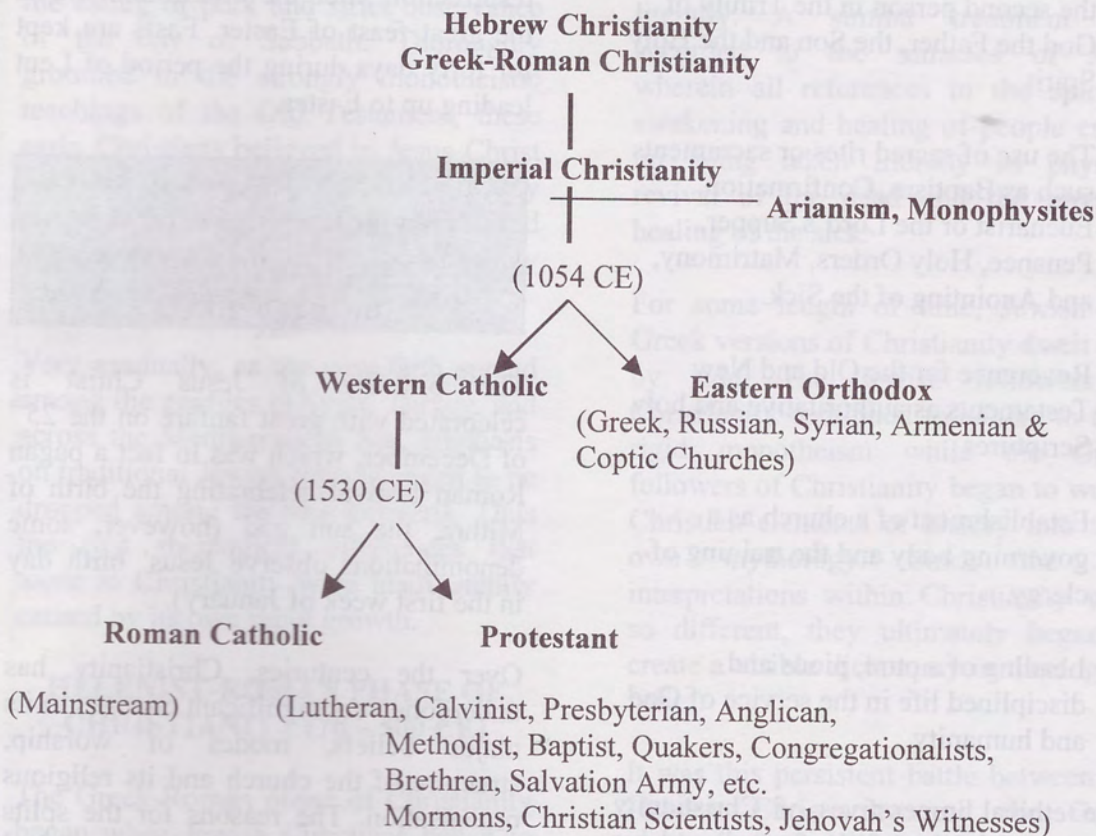 Hebrew Christianity,
Greek-Roman Christianity
Imperial Christianity
Arianism, Monophysites
(1054 CE)
Western Catholic
Eastern Orthodox
(Greek, Russian, Syrian, Armenian &
Coptic Churches)
(1530 CE)
Roman Catholic
Protestant
(Mainstream)
(Lutheran, Calvinist, Presbyterian, Anglican,
Methodist, Baptist, Quakers, Congregationalists,
Brethren, Salvation Army, etc.
Mormons, Christian Scientists, Jehovah's Witnesses)